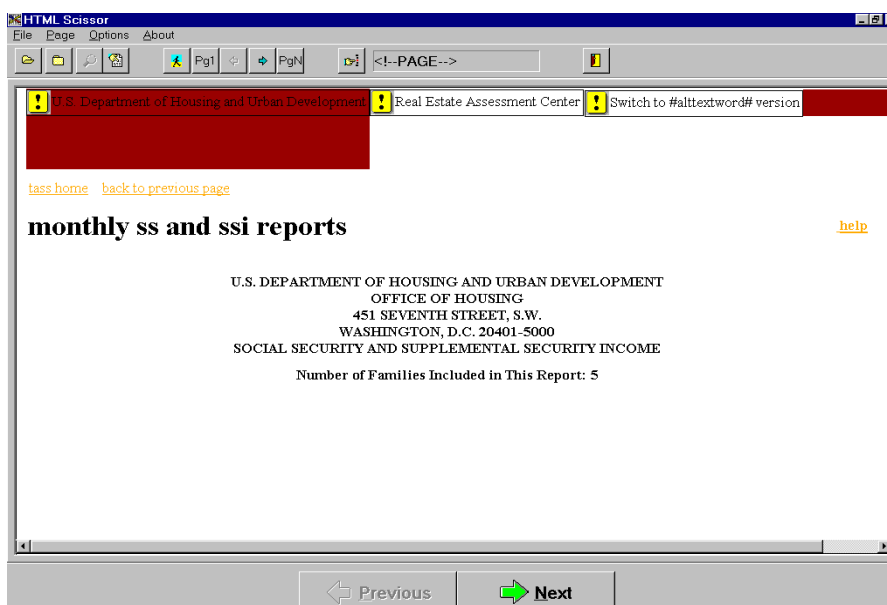 HTML Scissor
File Page Options About
Pg1 PgN <!--PAGE-->
U.S. Department of Housing and Urban Development Real Estate Assessment Center Switch to #alttextword# version
tass home back to previous page
monthly ss and ssi reports help
U.S. DEPARTMENT OF HOUSING AND URBAN DEVELOPMENT
OFFICE OF HOUSING
451 SEVENTH STREET, S.W.
WASHINGTON, D.C. 20401-5000
SOCIAL SECURITY AND SUPPLEMENTAL SECURITY INCOME
Number of Families Included in This Report: 5
Previous Next